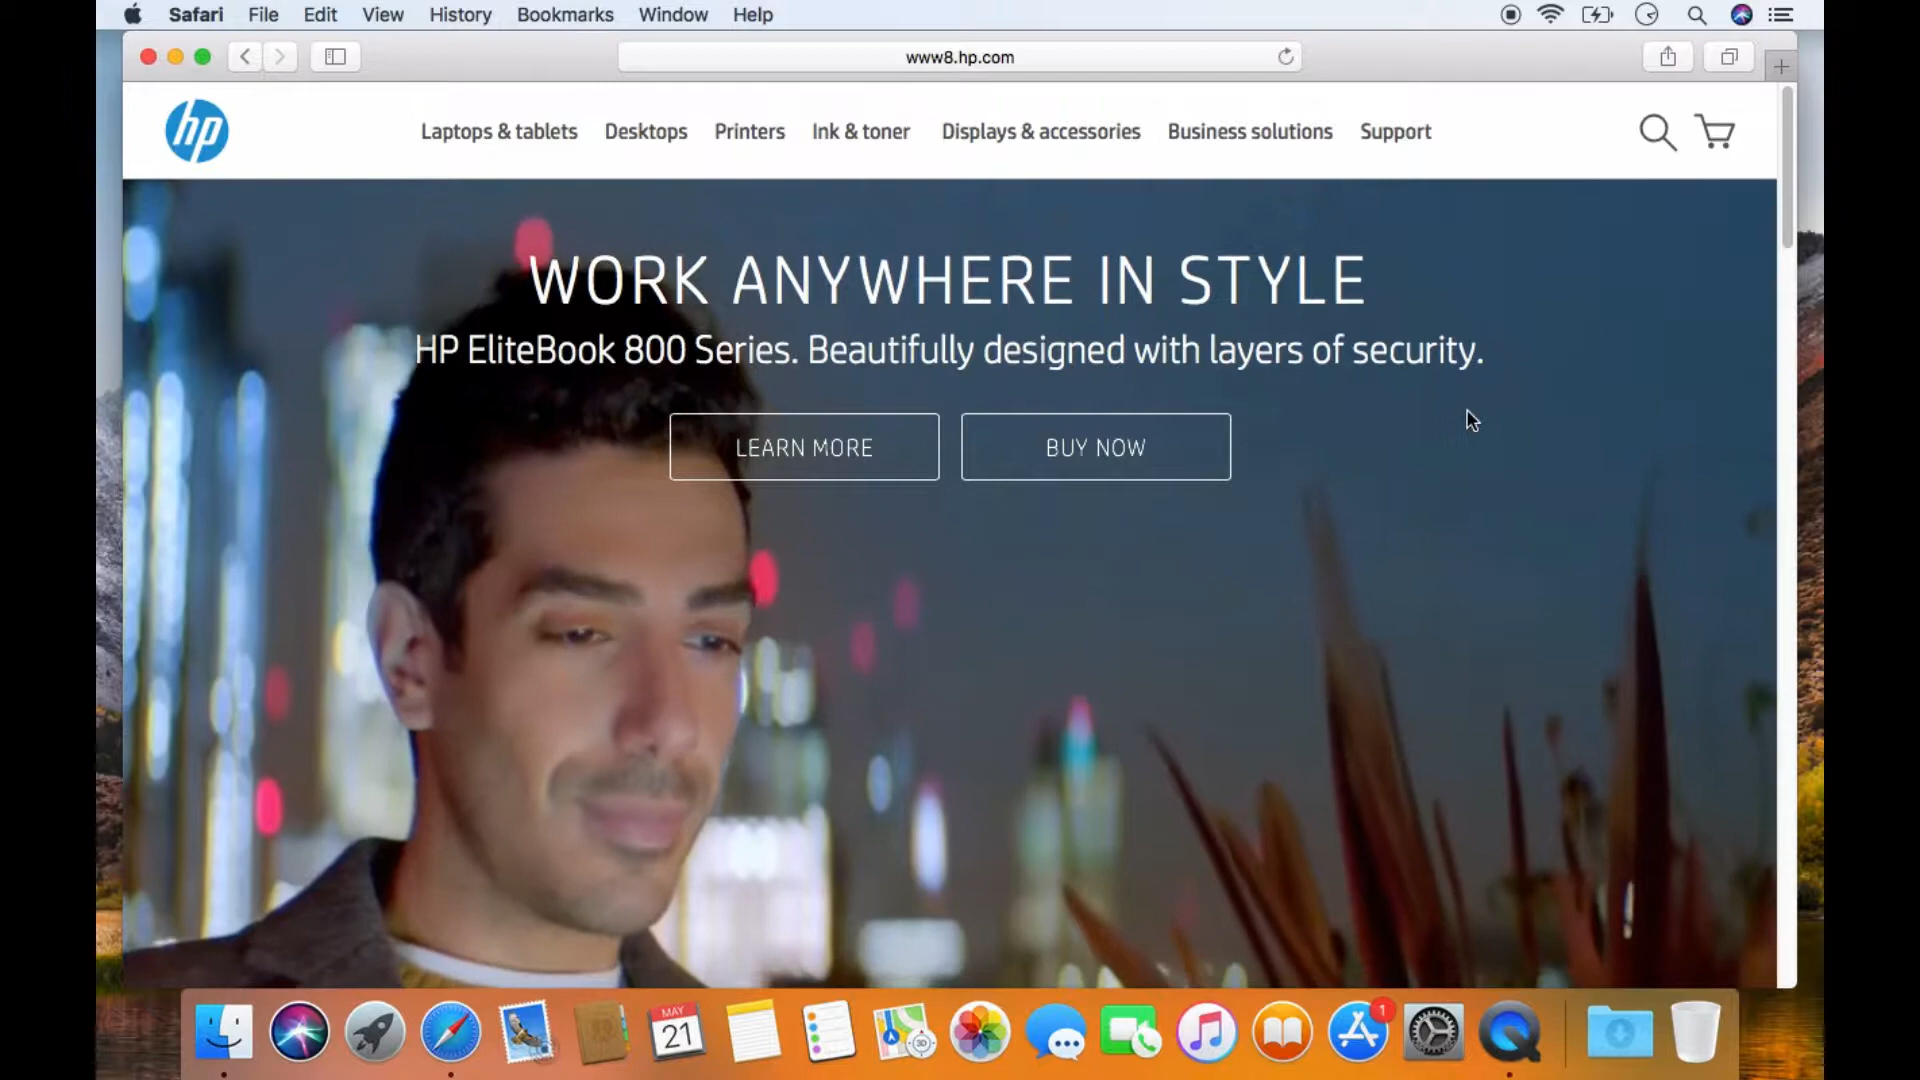 Safari File Edit View History Bookmarks Window Help
www8.hp.com
hp Laptops & tablets Desktops Printers Ink & toner Displays & accessories Business solutions Support
WORK ANYWHERE IN STYLE
HP EliteBook 800 Series. Beautifully designed with layers of security.
LEARN MORE BUY NOW
MAY
21
3D
1